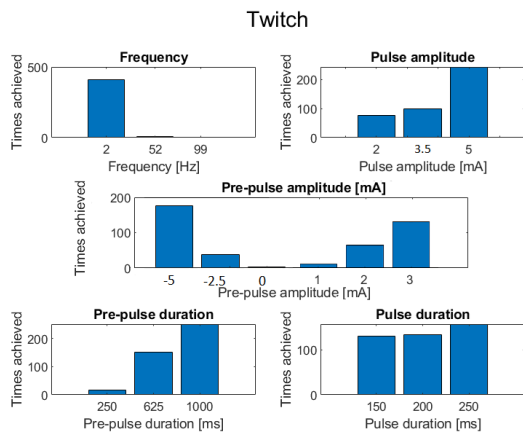 Twitch
Frequency
500
0
Times achieved
2 52 99
Frequency [Hz]
Pulse amplitude
200
100
0
Times achieved
2 3.5 5
Pulse amplitude [mA]
Pre-pulse amplitude [mA]
200
100
0
Times achieved
-5 -2.5 0 1 2 3
Pre-pulse amplitude [mA]
Pre-pulse duration
200
100
0
Times achieved
250 625 1000
Pre-pulse duration [ms]
Pulse duration
100
0
Times achieved
150 200 250
Pulse duration [ms]